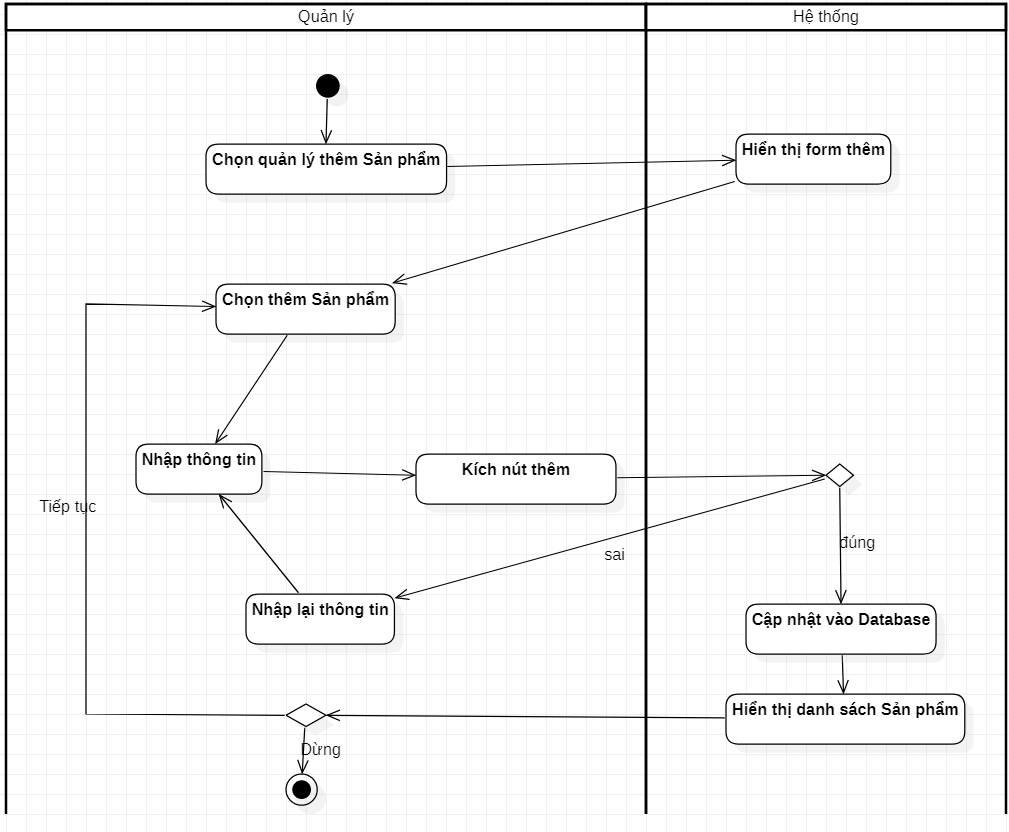 Quản lý
Hệ thống
Chọn quản lý thêm Sản phẩm
Hiển thị form thêm
Chọn thêm Sản phẩm
Nhập thông tin
Kích nút thêm
Tiếp tục
đúng
sai
Nhập lại thông tin
Cập nhật vào Database
Hiển thị danh sách Sản phẩm
Dừng